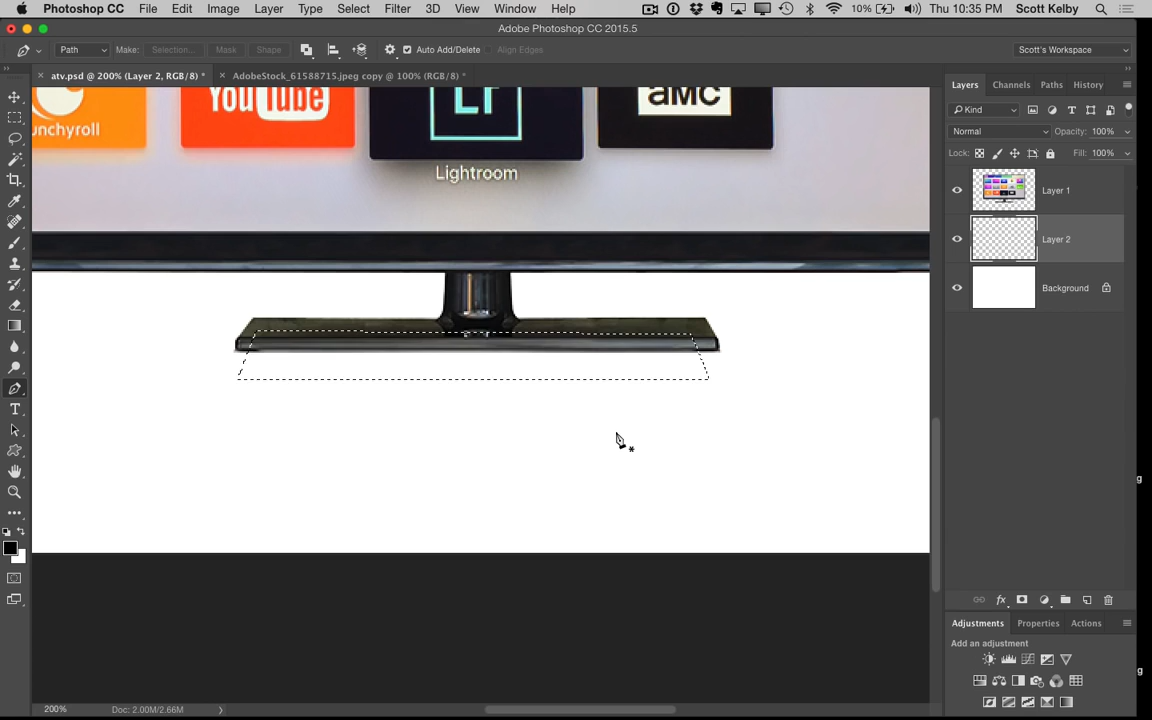 Photoshop CC File Edit Image Layer Type Select Filter 3D View Window Help 10% Thu 10:35 PM Scott Kelby
Adobe Photoshop CC 2015.5
Path Make: Selection... Mask Shape Auto Add/Delete Align Edges Scott's Workspace
× atv.psd @ 200% (Layer 2, RGB/8) * × AdobeStock_61588715.jpeg copy @ 100% (RGB/8) *
Layers Channels Paths History
Kind
Normal Opacity: 100%
Lock: Fill: 100%
unchyroll
YouTube
LF
aMC
Lightroom
Layer 1
Layer 2
Background
Adjustments Properties Actions
Add an adjustment
200% Doc: 2.00M/2.66M
g
g